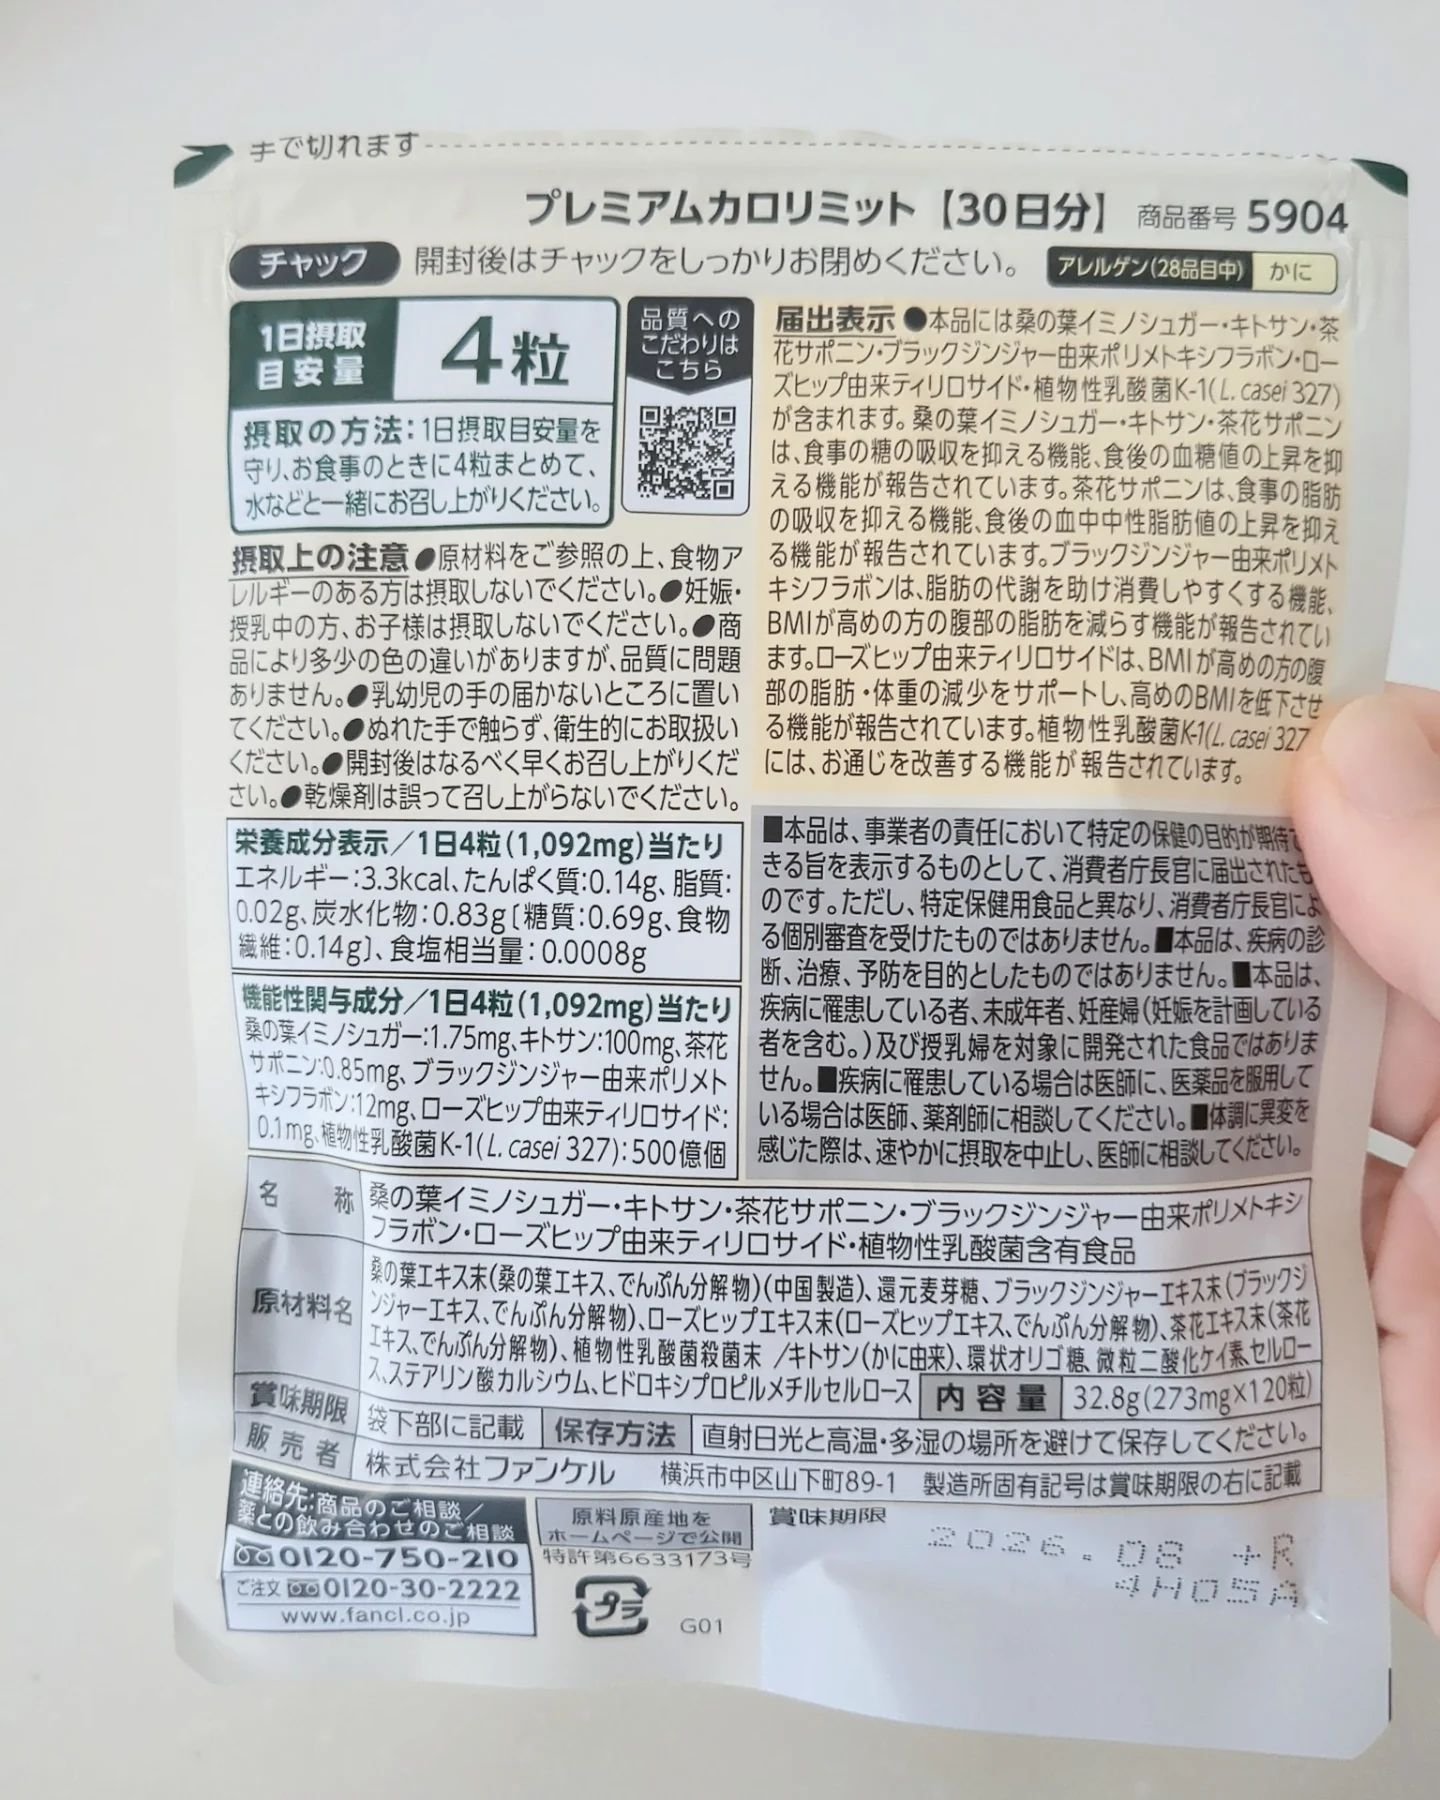 手で切れます
プレミアムカロリミット【30日分】 商品番号 5904
チャック 開封後はチャックをしっかりお閉めください。
アレルゲン(28品目中) かに
1日摂取
目安量
4粒
摂取の方法:1日摂取目安量を
守り、お食事のときに4粒まとめて、
水などと一緒にお召し上がりください。
品質への
こだわりは
こちら
摂取上の注意 ●原材料をご参照の上、食物ア
レルギーのある方は摂取しないでください。●妊娠・
授乳中の方、お子様は摂取しないでください。●商
品により多少の色の違いがありますが、品質に問題
ありません。●乳幼児の手の届かないところに置い
てください。●ぬれた手で触らず、衛生的にお取扱い
ください。●開封後はなるべく早くお召し上がりくだ
さい。●乾燥剤は誤って召し上がらないでください。
届出表示 ●本品には桑の葉イミノシュガー・キトサン・茶
花サポニン・ブラックジンジャー由来ポリメトキシフラボン・ロー
ズヒップ由来ティリロサイド・植物性乳酸菌K-1(L. casei 327)
が含まれます。桑の葉イミノシュガー・キトサン・茶花サポニン
は、食事の糖の吸収を抑える機能、食後の血糖値の上昇を抑
える機能が報告されています。茶花サポニンは、食事の脂肪
の吸収を抑える機能、食後の血中中性脂肪値の上昇を抑え
る機能が報告されています。ブラックジンジャー由来ポリメト
キシフラボンは、脂肪の代謝を助け消費しやすくする機能、
BMIが高めの方の腹部の脂肪を減らす機能が報告されてい
ます。ローズヒップ由来ティリロサイドは、BMIが高めの方の腹
部の脂肪・体重の減少をサポートし、高めのBMIを低下させ
る機能が報告されています。植物性乳酸菌K-1(L. casei 327
には、お通じを改善する機能が報告されています。
■本品は、事業者の責任において特定の保健の目的が期待で
きる旨を表示するものとして、消費者庁長官に届出されたも
のです。ただし、特定保健用食品と異なり、消費者庁長官によ
る個別審査を受けたものではありません。■本品は、疾病の診
断、治療、予防を目的としたものではありません。■本品は、
疾病に罹患している者、未成年者、妊産婦(妊娠を計画している
者を含む。)及び授乳婦を対象に開発された食品ではありま
せん。■疾病に罹患している場合は医師に、医薬品を服用して
いる場合は医師、薬剤師に相談してください。■体調に異変を
感じた際は、速やかに摂取を中止し、医師に相談してください。
栄養成分表示/1日4粒(1,092mg)当たり
エネルギー:3.3kcal、たんぱく質:0.14g、脂質:
0.02g、炭水化物:0.83g〔糖質:0.69g、食物
繊維:0.14g〕、食塩相当量:0.0008g
機能性関与成分/1日4粒(1,092mg)当たり
桑の葉イミノシュガー:1.75mg、キトサン:100mg、茶花
サポニン:0.85mg、ブラックジンジャー由来ポリメト
キシフラボン:12mg、ローズヒップ由来ティリロサイド:
0.1mg、植物性乳酸菌K-1(L. casei 327):500億個
名称 桑の葉イミノシュガー・キトサン・茶花サポニン・ブラックジンジャー由来ポリメトキシ
フラボン・ローズヒップ由来ティリロサイド・植物性乳酸菌含有食品
原材料名 桑の葉エキス末(桑の葉エキス、でんぷん分解物)(中国製造)、還元麦芽糖、ブラックジンジャーエキス末(ブラックジ
ンジャーエキス、でんぷん分解物)、ローズヒップエキス末(ローズヒップエキス、でんぷん分解物)、茶花エキス末(茶花
エキス、でんぷん分解物)、植物性乳酸菌殺菌末/キトサン(かに由来)、環状オリゴ糖、微粒二酸化ケイ素、セルロー
ス、ステアリン酸カルシウム、ヒドロキシプロピルメチルセルロース 内容量 32.8g(273mg×120粒)
賞味期限 袋下部に記載 保存方法 直射日光と高温・多湿の場所を避けて保存してください。
販売者 株式会社ファンケル 横浜市中区山下町89-1 製造所固有記号は賞味期限の右に記載
連絡先:商品のご相談/
薬との飲み合わせのご相談
0120-750-210
ご注文 0120-30-2222
www.fancl.co.jp
原料原産地を
ホームページで公開
特許第6633173号
プラ
G01
賞味期限
2026.08 +R
4H05A